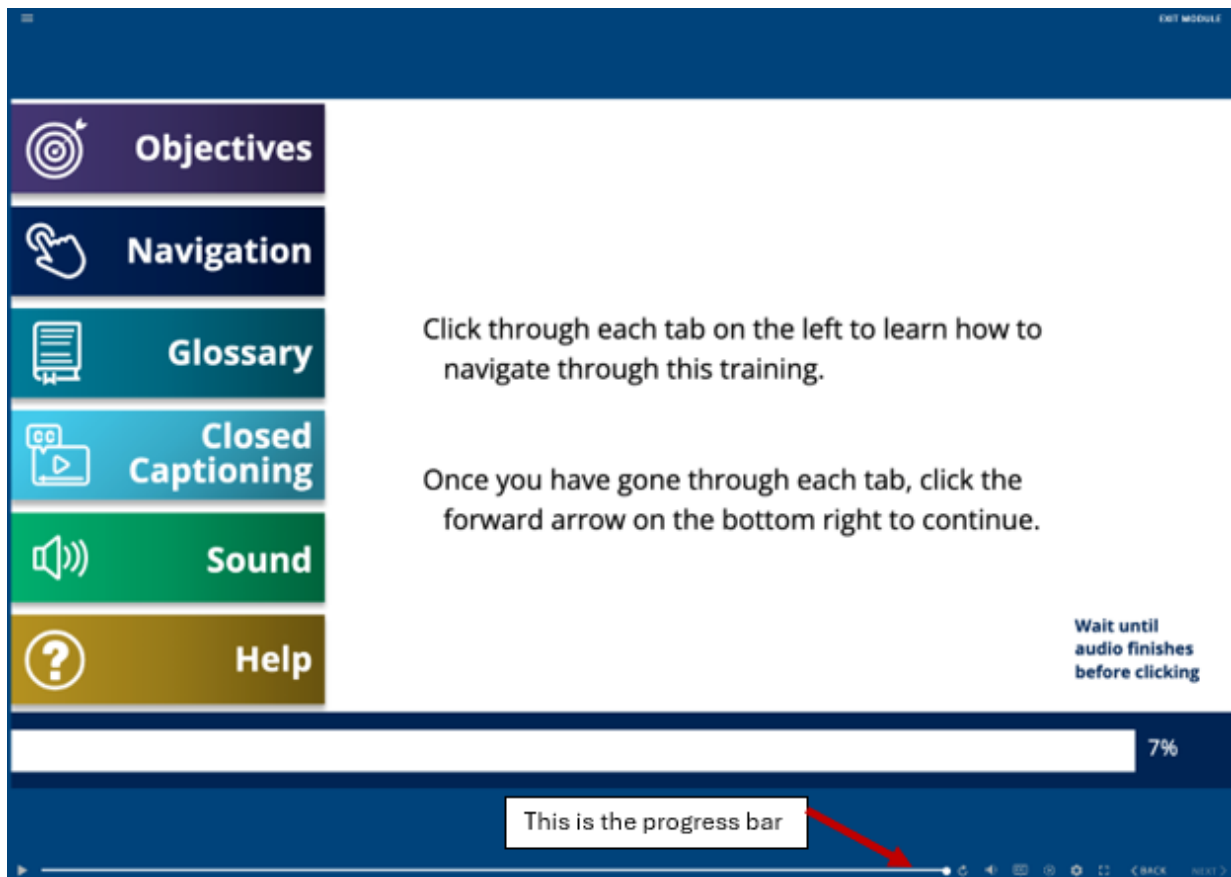 EXIT MODULE
Objectives
Navigation
Glossary
Closed
Captioning
Sound
Help
Click through each tab on the left to learn how to
navigate through this training.
Once you have gone through each tab, click the
forward arrow on the bottom right to continue.
Wait until
audio finishes
before clicking
7%
This is the progress bar
BACK
NEXT